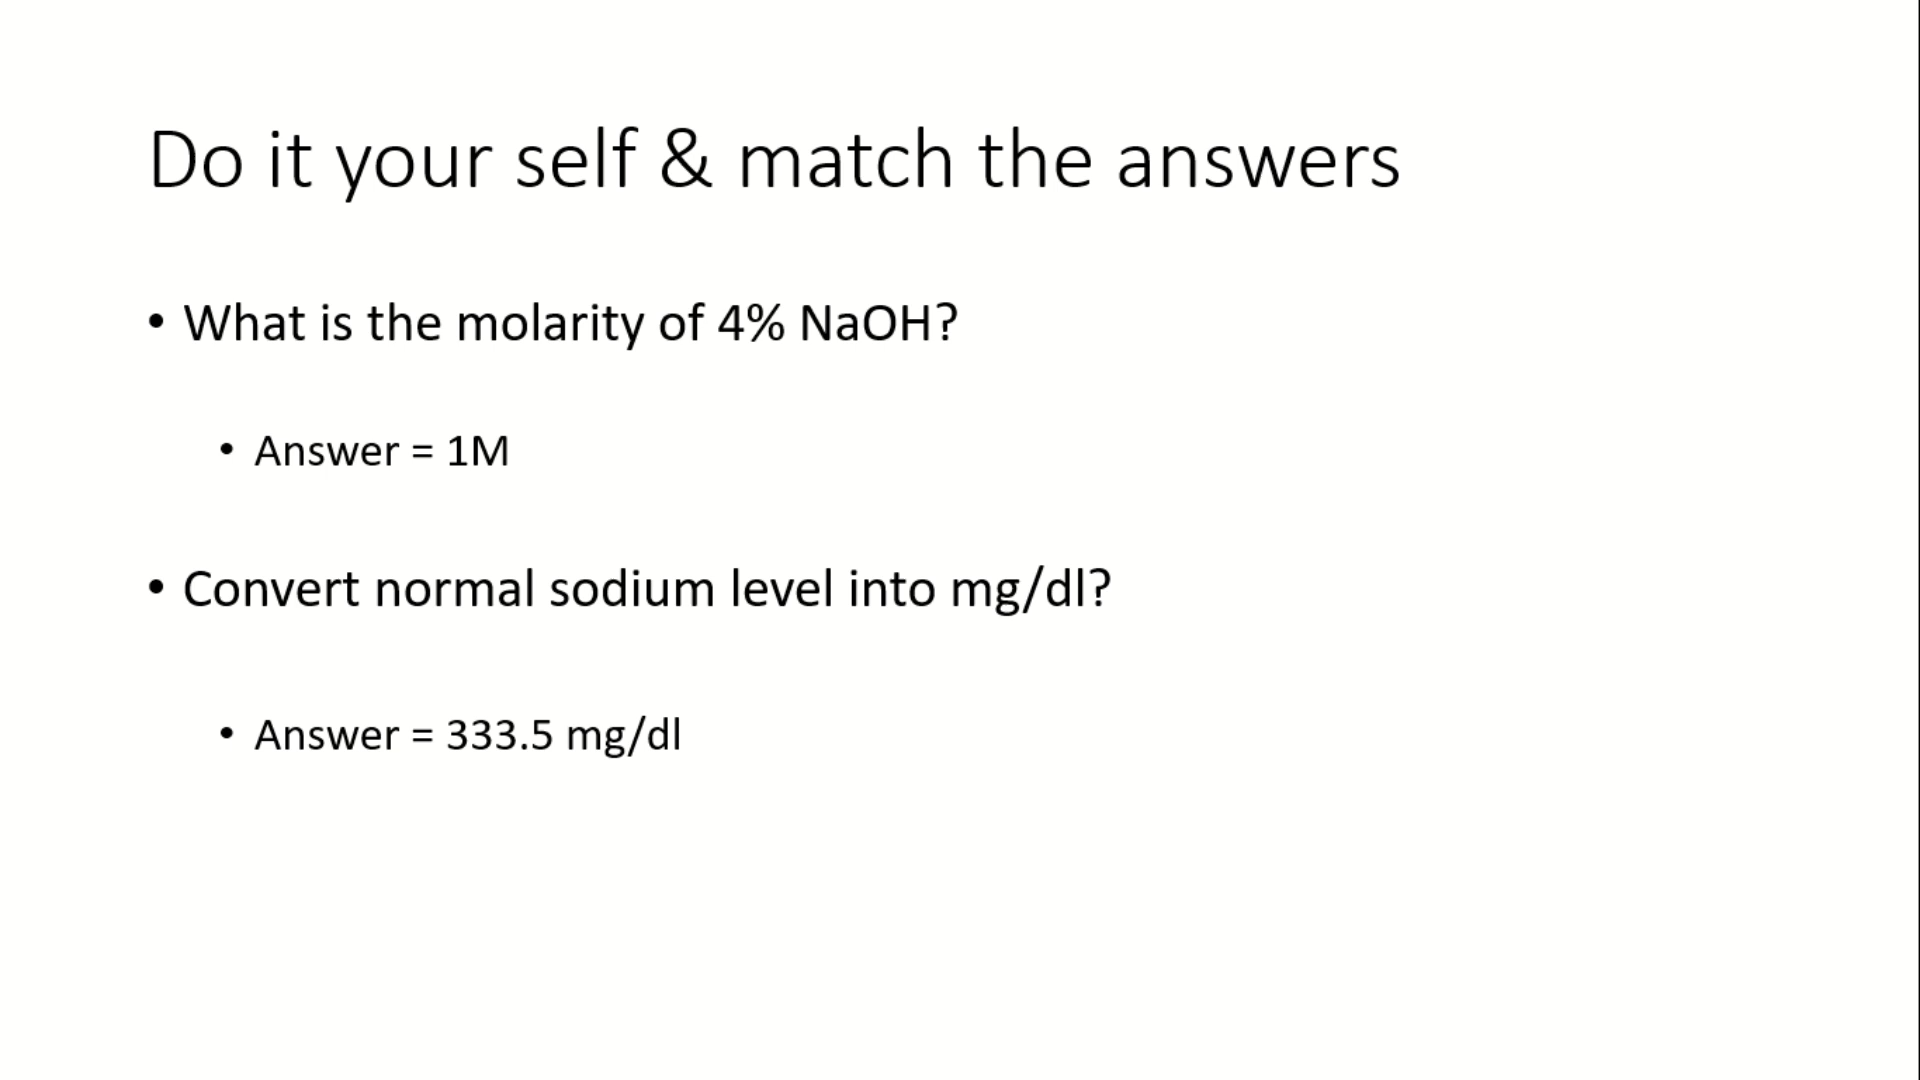 Do it your self & match the answers
• What is the molarity of 4% NaOH?
• Answer = 1M
• Convert normal sodium level into mg/dl?
• Answer = 333.5 mg/dl